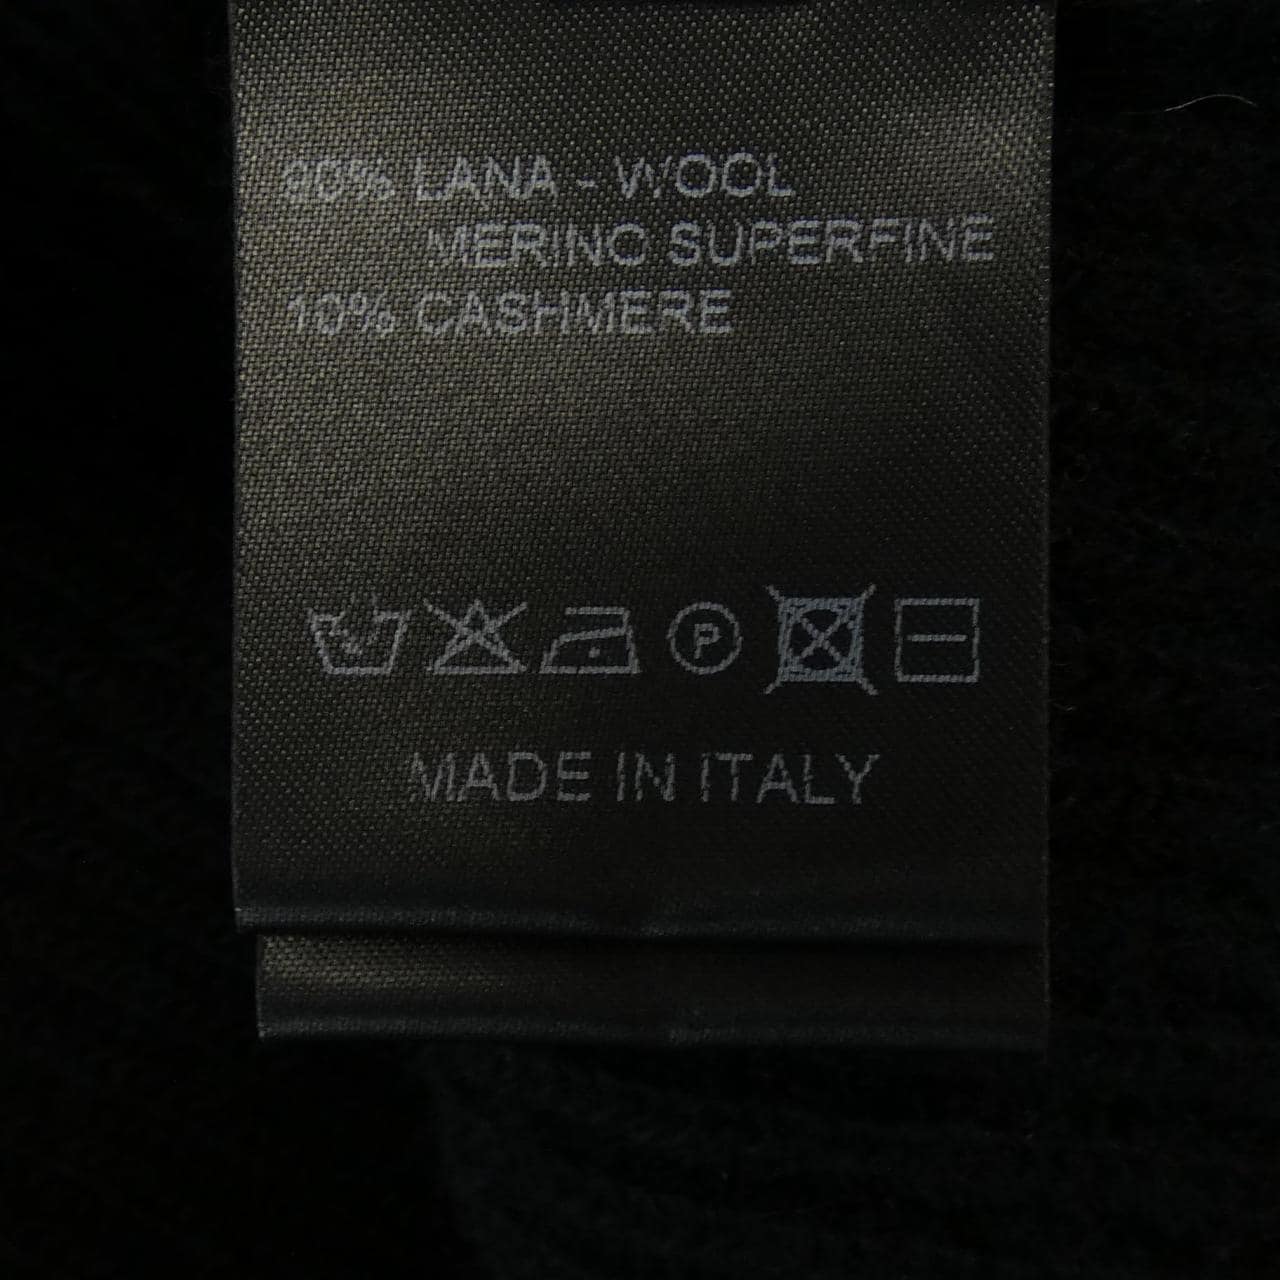 90% LANA - WOOL
MERINO SUPERFINE
10% CASHMERE
P
MADE IN ITALY